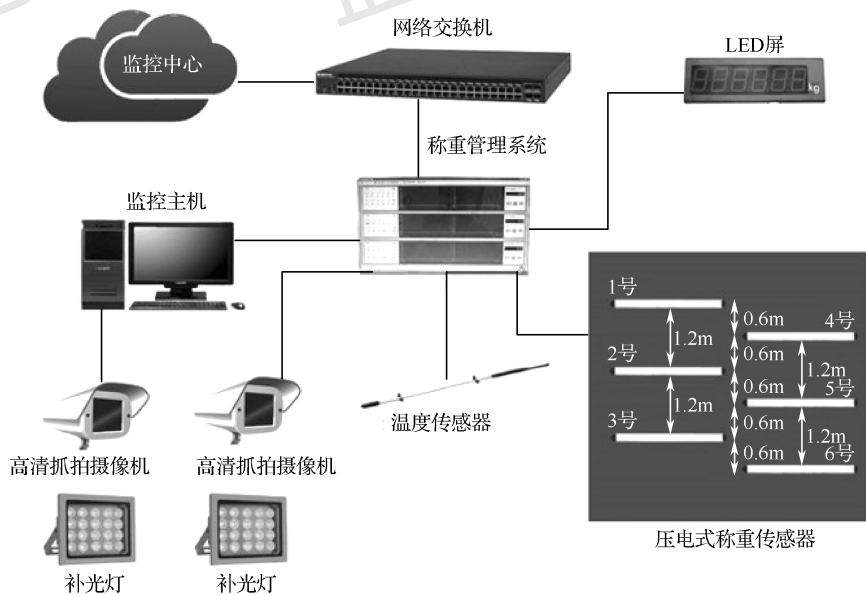 网络交换机
监控中心
LED屏
kg
称重管理系统
监控主机
1号
0.6m
4号
1.2m
0.6m
2号
1.2m
0.6m
5号
1.2m
3号
0.6m
1.2m
0.6m
6号
温度传感器
高清抓拍摄像机
高清抓拍摄像机
压电式称重传感器
补光灯
补光灯